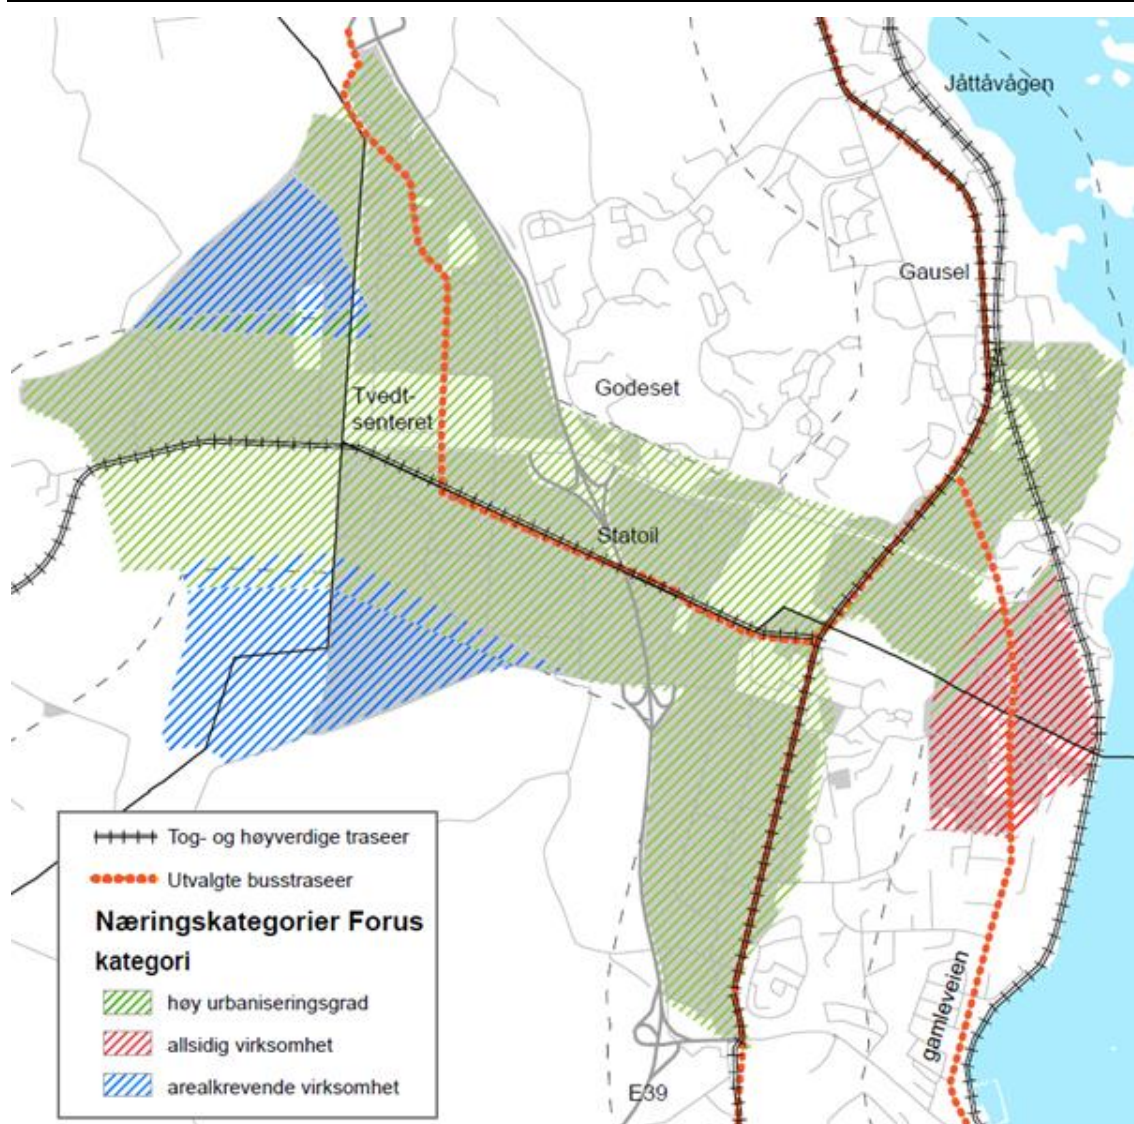 Jåttåvågen
Gausel
Godeset
Tvedt-
senteret
Statoil
Tog- og høyverdige traseer
Utvalgte busstraseer
Næringskategorier Forus
kategori
høy urbaniseringsgrad
allsidig virksomhet
arealkrevende virksomhet
gamleveien
E39